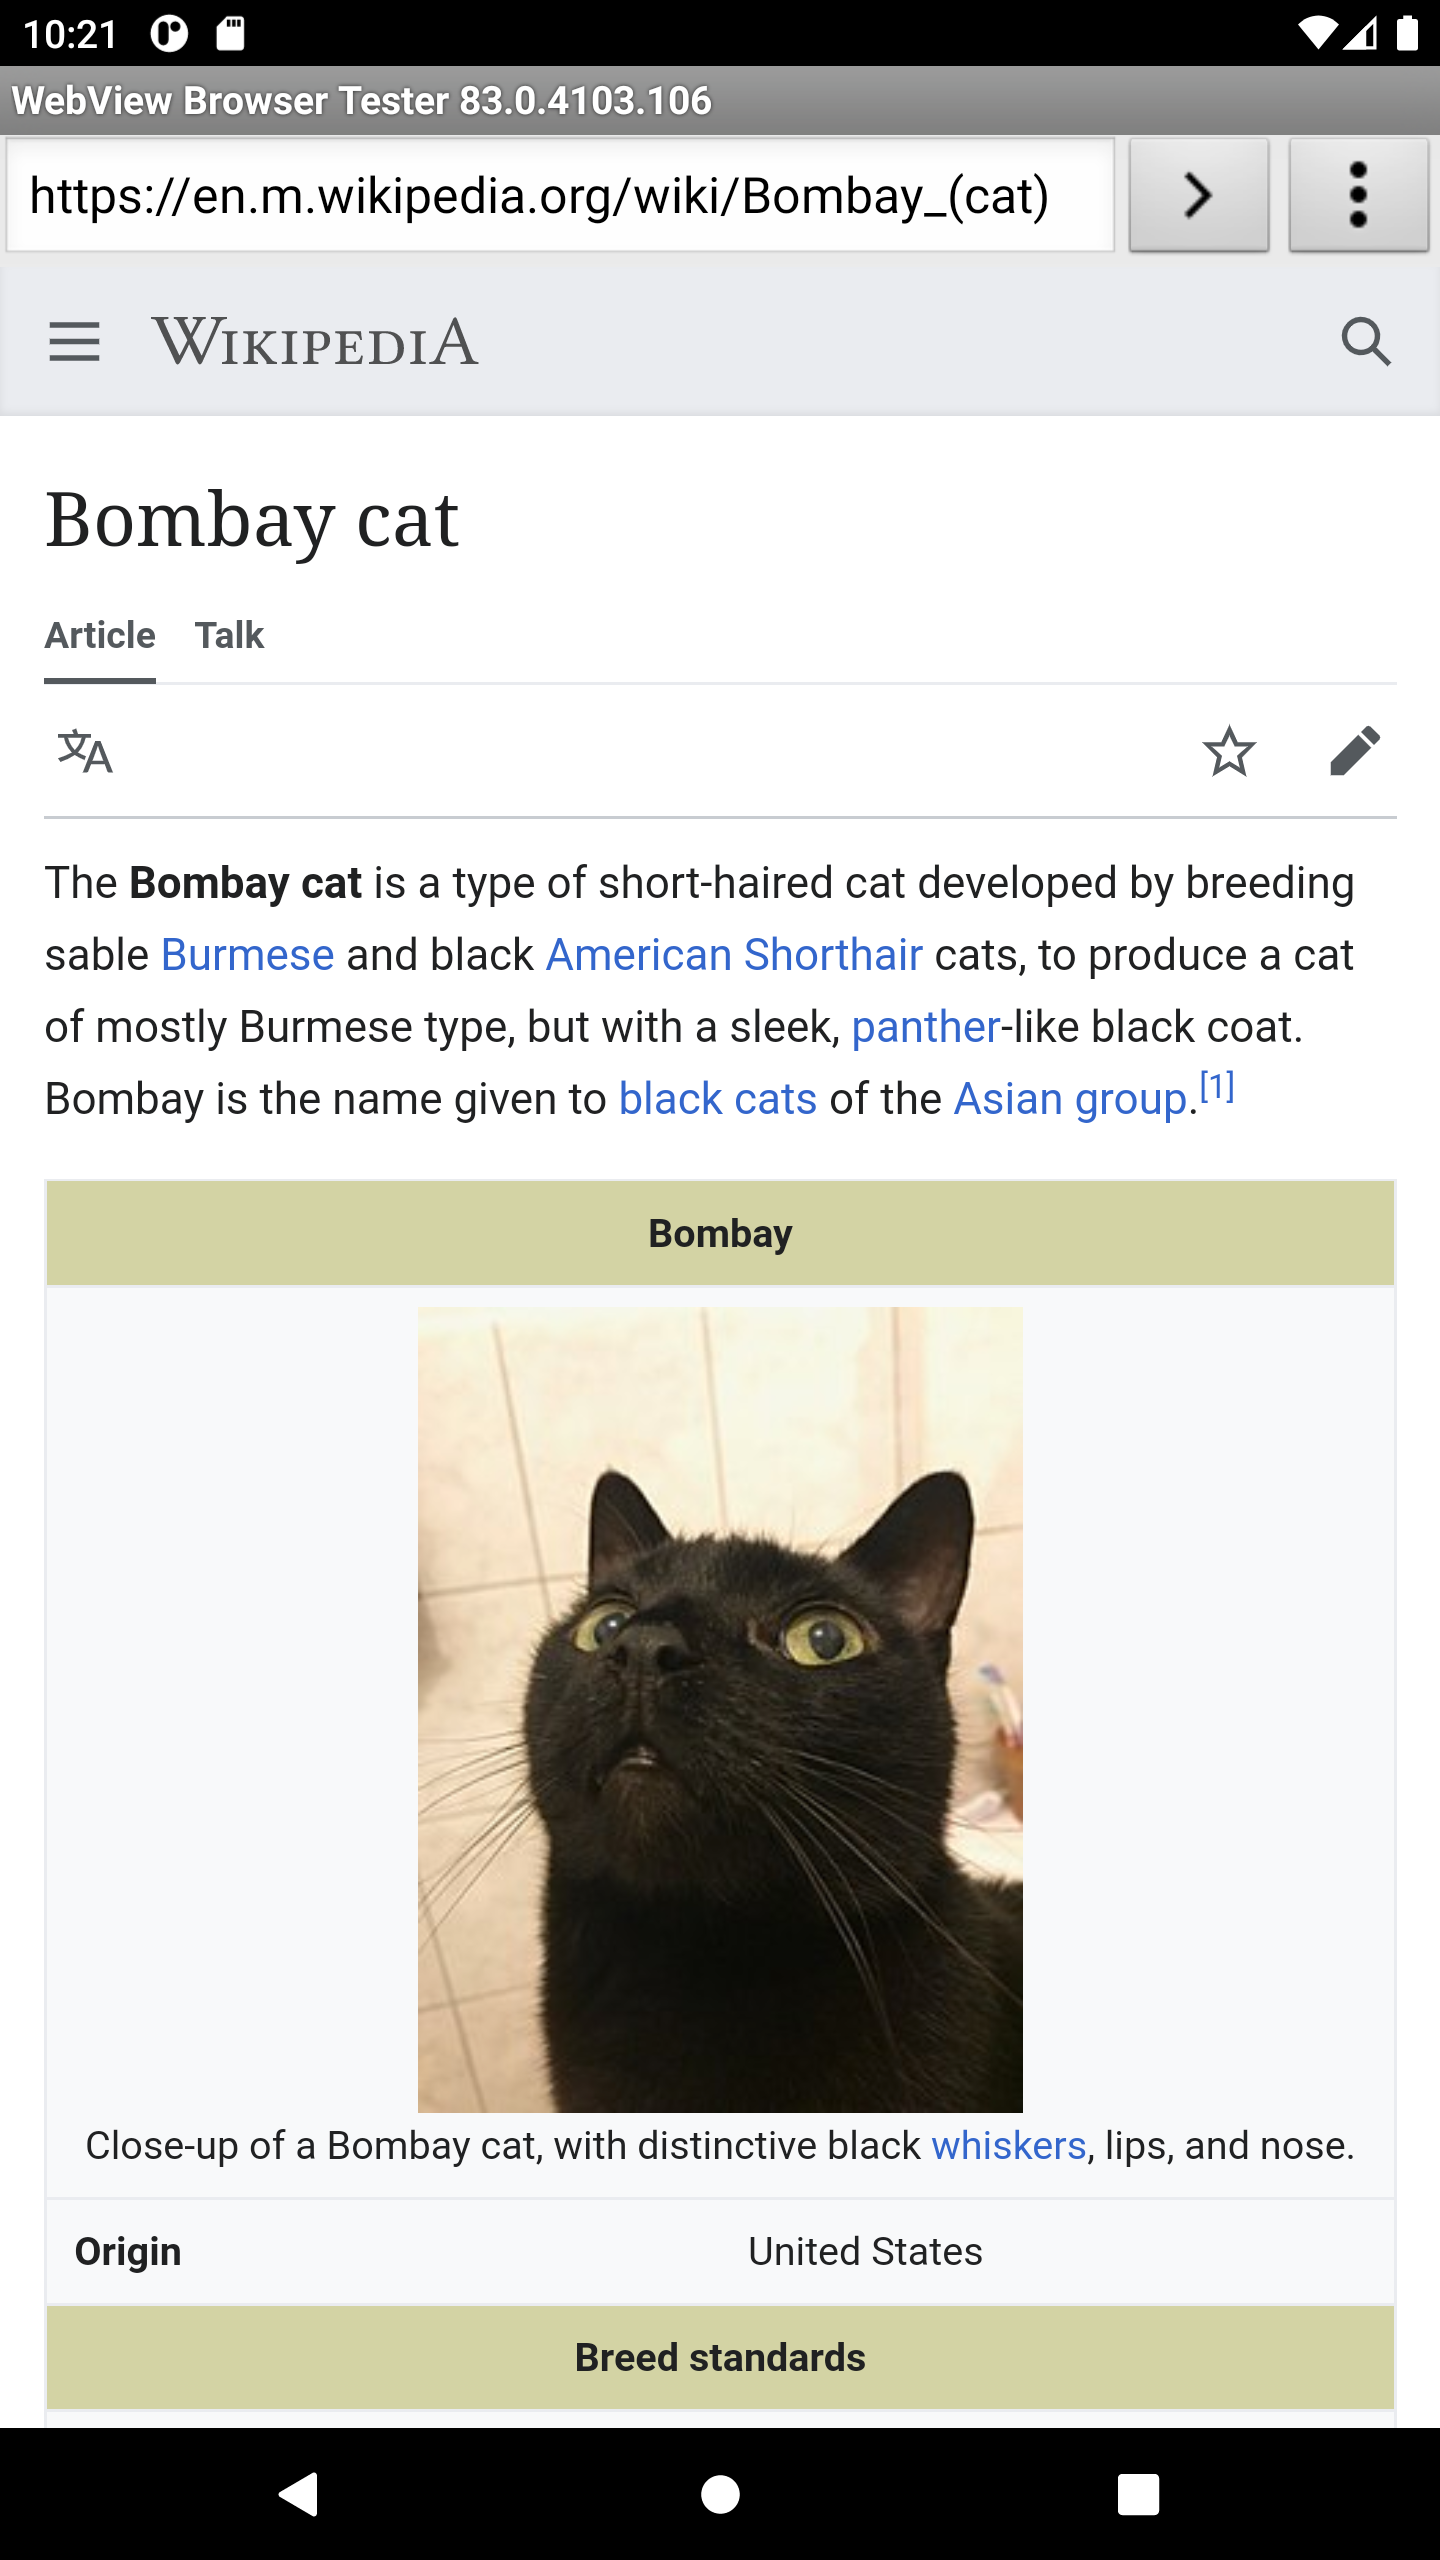 10:21
WebView Browser Tester 83.0.4103.106
https://en.m.wikipedia.org/wiki/Bombay_(cat)
WIKIPEDIA
Bombay cat
Article Talk
The Bombay cat is a type of short-haired cat developed by breeding
sable Burmese and black American Shorthair cats, to produce a cat
of mostly Burmese type, but with a sleek, panther-like black coat.
Bombay is the name given to black cats of the Asian group.[1]
Bombay
Close-up of a Bombay cat, with distinctive black whiskers, lips, and nose.
Origin United States
Breed standards